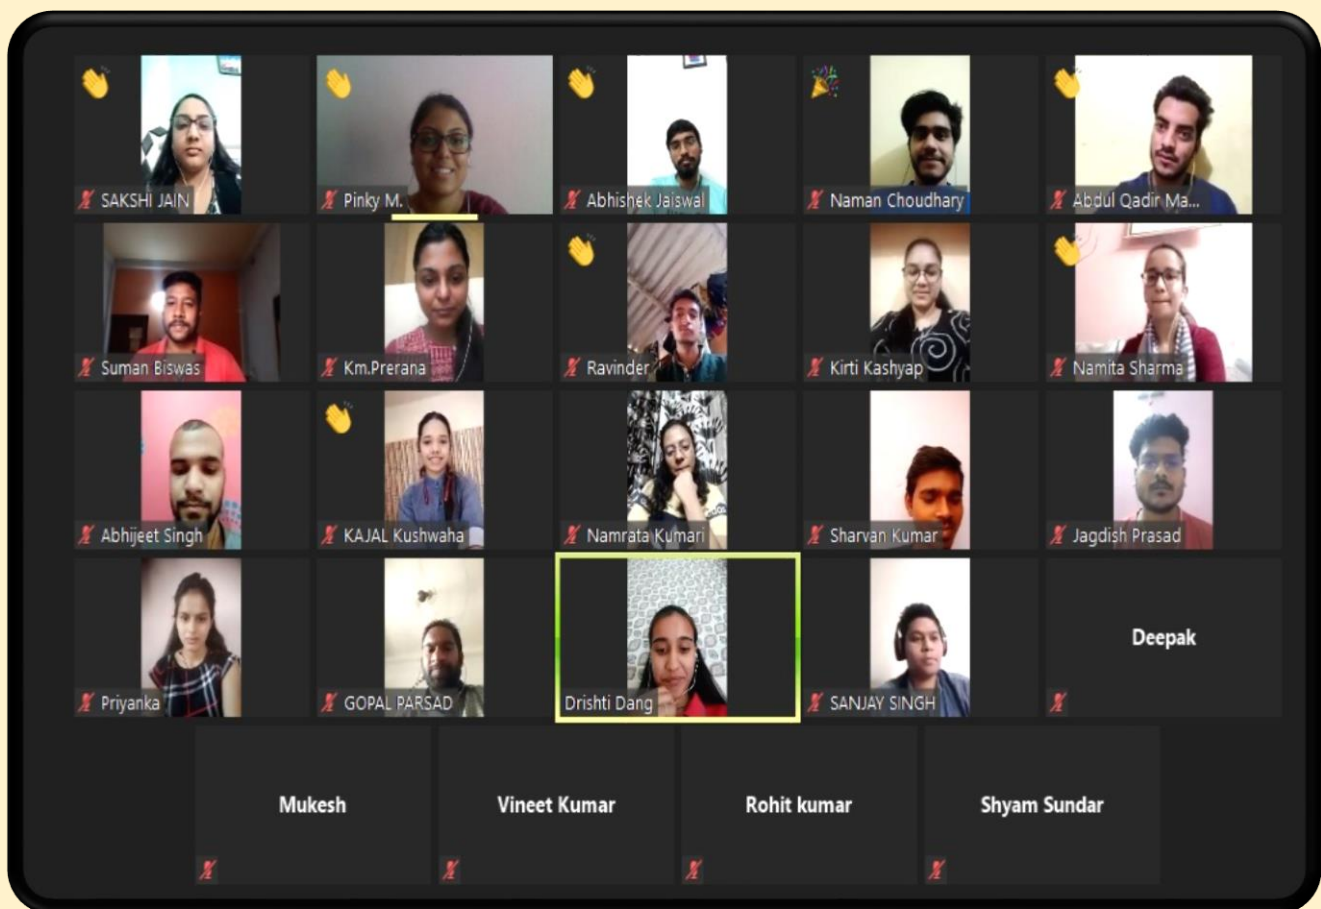 SAKSHI JAIN
Pinky M.
Abhishek Jaiswal
Naman Choudhary
Abdul Qadir Ma...
Suman Biswas
Km.Prerana
Ravinder
Kirti Kashyap
Namita Sharma
Abhijeet Singh
KAJAL Kushwaha
Namrata Kumari
Sharvan Kumar
Jagdish Prasad
Priyanka
GOPAL PARSAD
Drishti Dang
SANJAY SINGH
Deepak
Mukesh
Vineet Kumar
Rohit kumar
Shyam Sundar